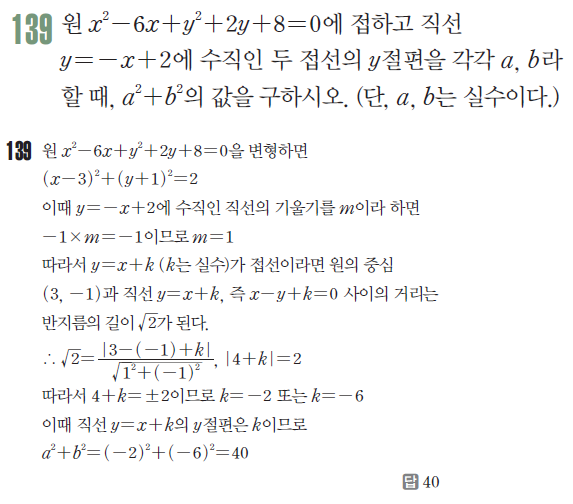 139 원 x²-6x+y²+2y+8=0에 접하고 직선
y=-x+2에 수직인 두 접선의 y절편을 각각 a, b라
할 때, a²+b²의 값을 구하시오. (단, a, b는 실수이다.)
139 원 x²-6x+y²+2y+8=0을 변형하면
(x-3)²+(y+1)²=2
이때 y=-x+2에 수직인 직선의 기울기를 m이라 하면
-1×m=-1이므로 m=1
따라서 y=x+k (k는 실수)가 접선이라면 원의 중심
(3, -1)과 직선 y=x+k, 즉 x-y+k=0 사이의 거리는
반지름의 길이 √2가 된다.
∴ √2=|3-(-1)+k|/√(1²+(-1)²), |4+k|=2
따라서 4+k=±2이므로 k=-2 또는 k=-6
이때 직선 y=x+k의 y절편은 k이므로
a²+b²=(-2)²+(-6)²=40
답 40